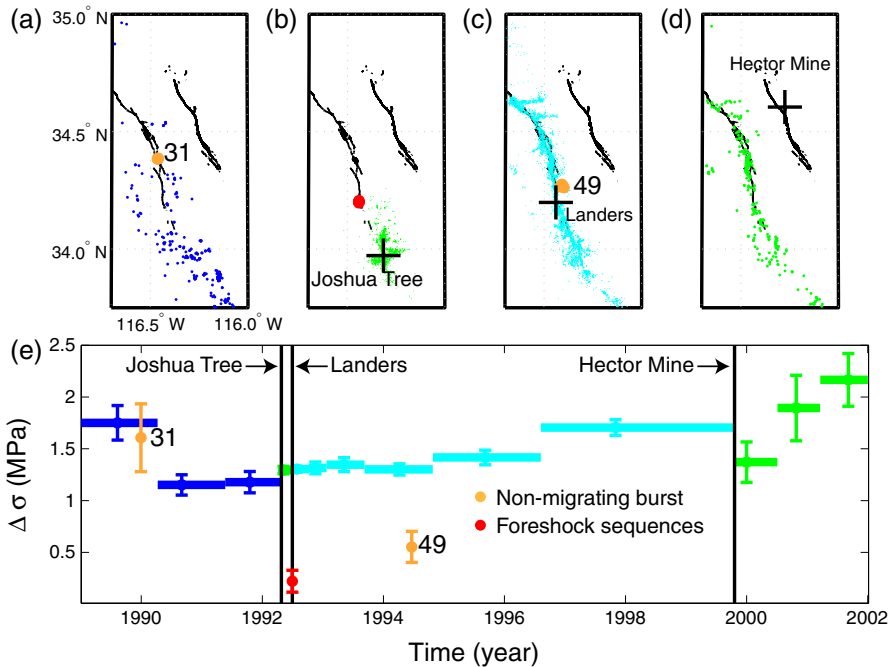 (a)
(b)
(c)
(d)
35.0° N
34.5° N
34.0° N
116.5° W
116.0° W
31
Joshua Tree
49
Landers
Hector Mine
(e)
Joshua Tree
Landers
Hector Mine
2.5
2
1.5
1
0.5
Δ σ (MPa)
31
49
Non-migrating burst
Foreshock sequences
1990
1992
1994
1996
1998
2000
2002
Time (year)